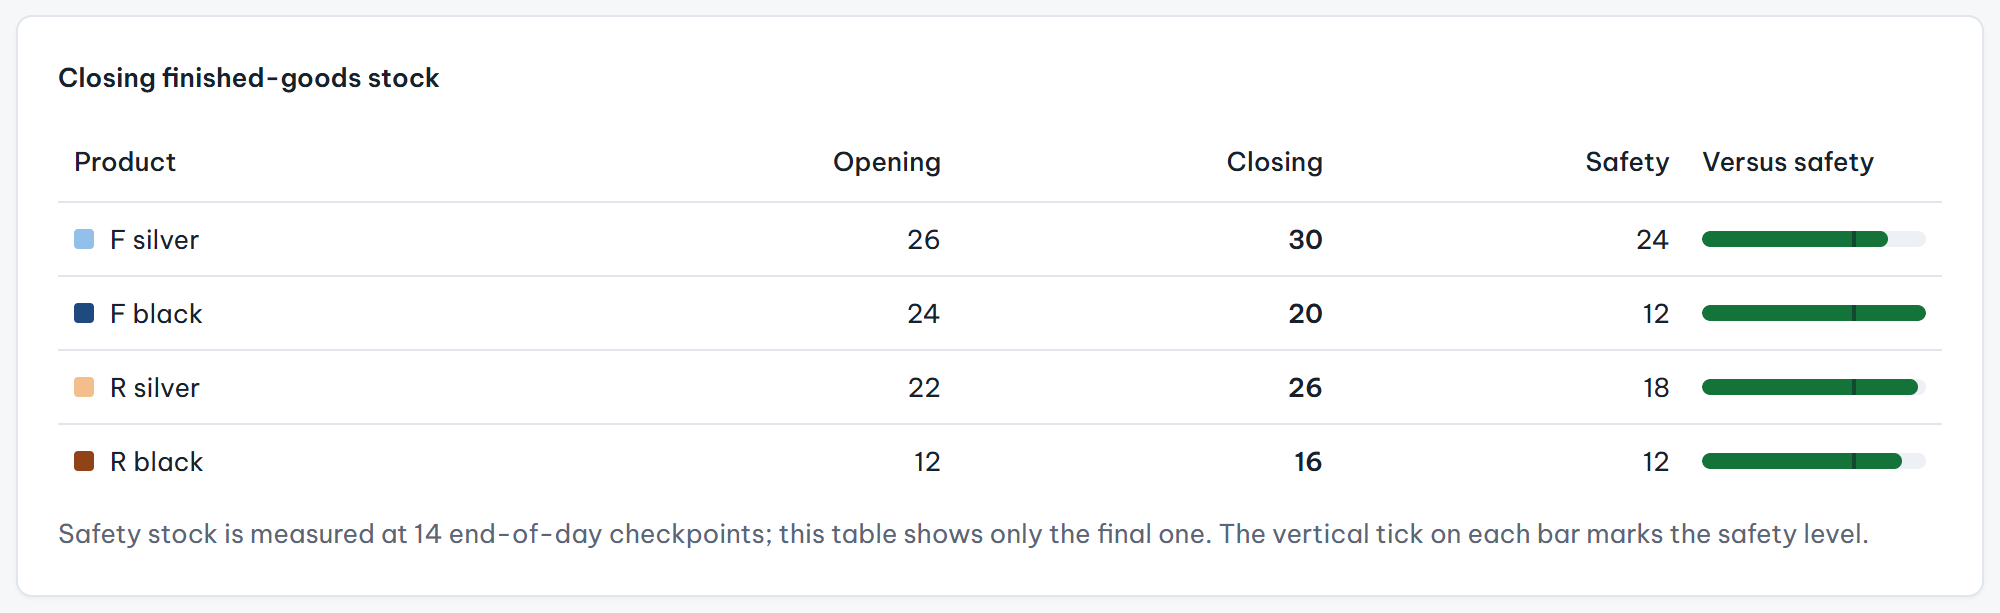 Closing finished-goods stock
Product Opening Closing Safety Versus safety
F silver 26 30 24
F black 24 20 12
R silver 22 26 18
R black 12 16 12
Safety stock is measured at 14 end-of-day checkpoints; this table shows only the final one. The vertical tick on each bar marks the safety level.